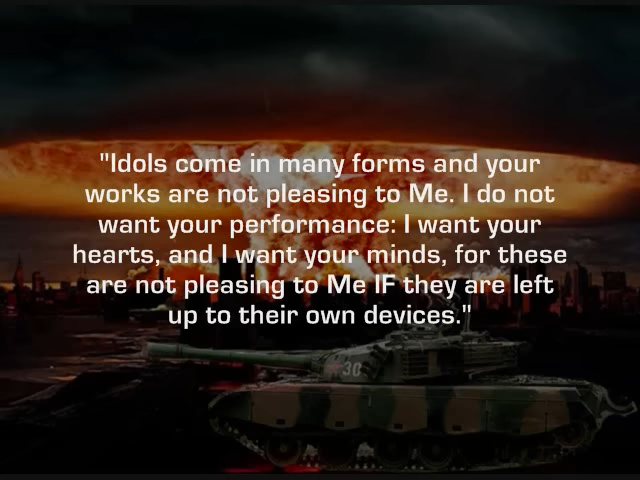 "Idols come in many forms and your
works are not pleasing to Me. I do not
want your performance: I want your
hearts, and I want your minds, for these
are not pleasing to Me IF they are left
up to their own devices."
30